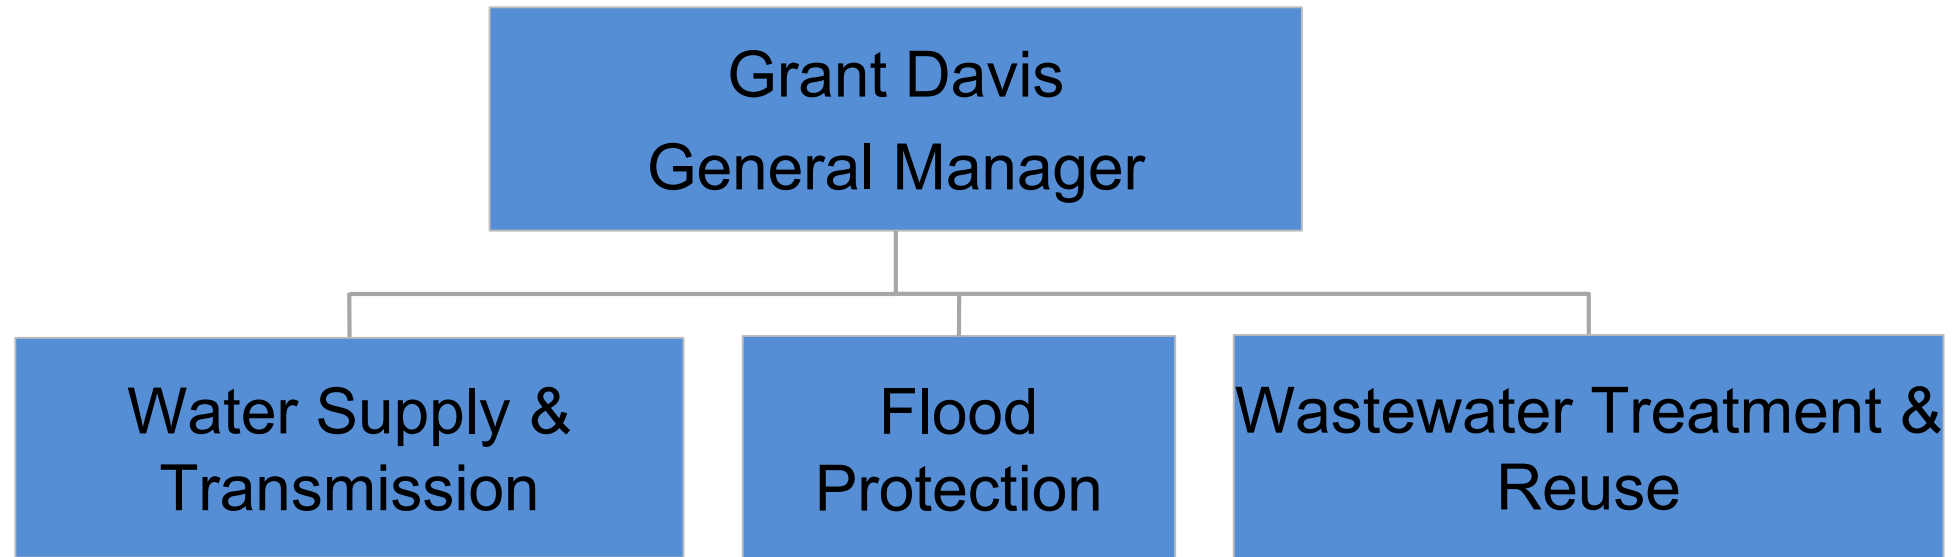 Grant Davis
General Manager
Water Supply &
Transmission
Flood
Protection
Wastewater Treatment &
Reuse